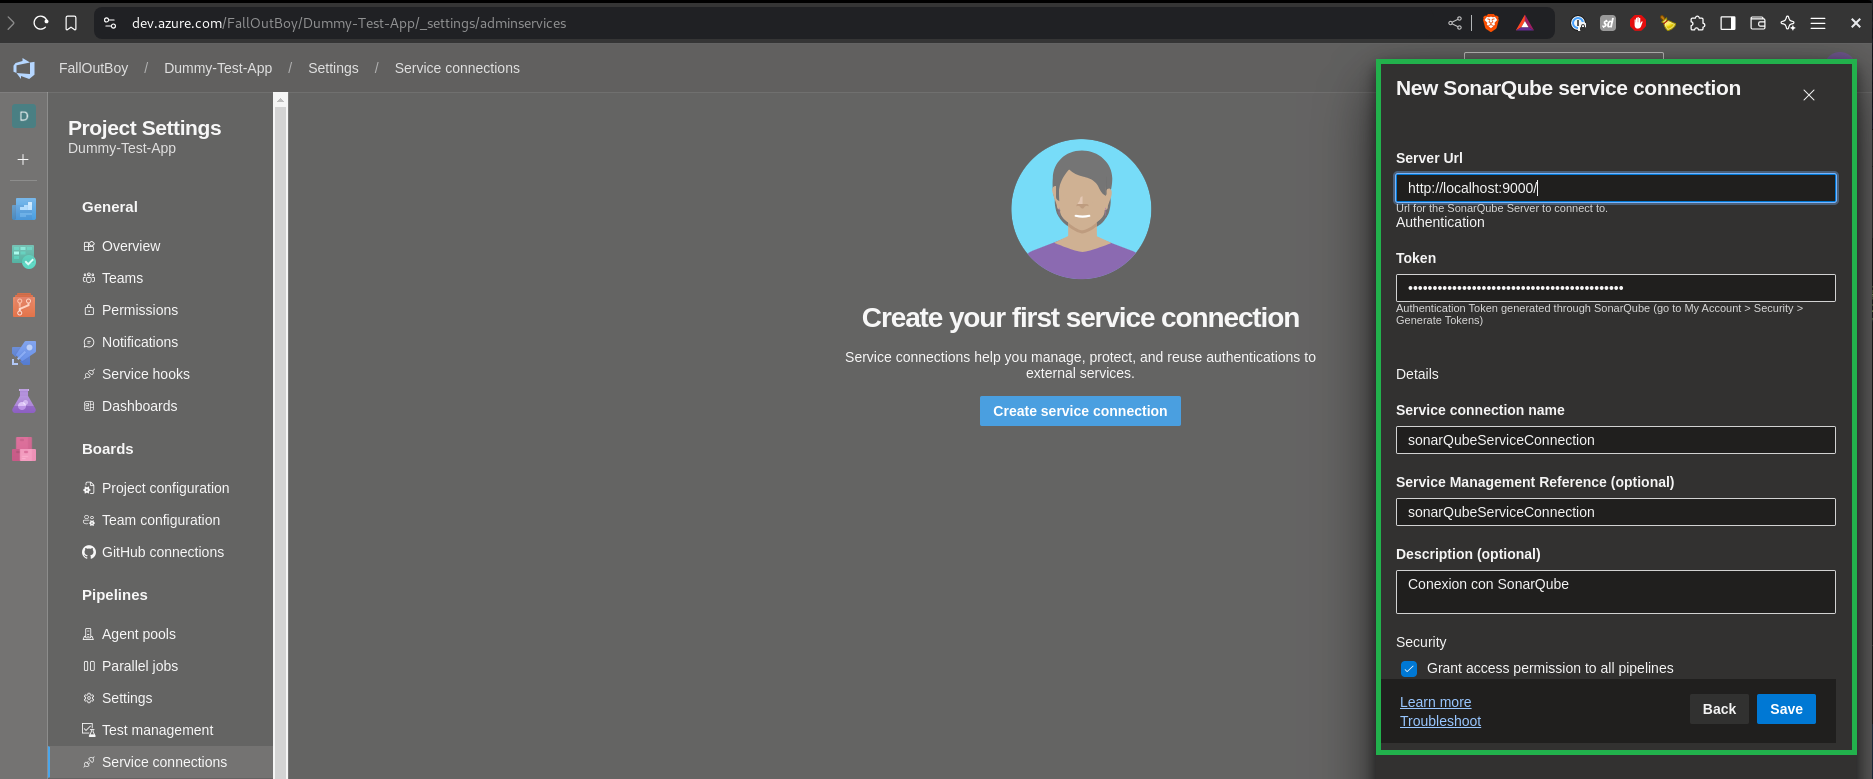 dev.azure.com/FallOutBoy/Dummy-Test-App/_settings/adminservices
FallOutBoy / Dummy-Test-App / Settings / Service connections
D
Project Settings
Dummy-Test-App
General
Overview
Teams
Permissions
Notifications
Service hooks
Dashboards
Boards
Project configuration
Team configuration
GitHub connections
Pipelines
Agent pools
Parallel jobs
Settings
Test management
Service connections
Create your first service connection
Service connections help you manage, protect, and reuse authentications to
external services.
Create service connection
New SonarQube service connection
Server Url
http://localhost:9000/
Url for the SonarQube Server to connect to.
Authentication
Token
Authentication Token generated through SonarQube (go to My Account > Security >
Generate Tokens)
Details
Service connection name
sonarQubeServiceConnection
Service Management Reference (optional)
sonarQubeServiceConnection
Description (optional)
Conexion con SonarQube
Security
Grant access permission to all pipelines
Learn more
Troubleshoot
Back
Save